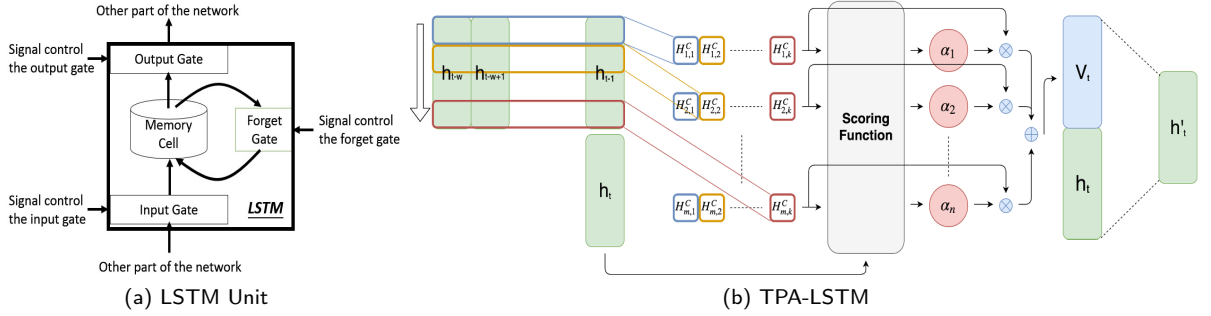 Other part of the network
Signal control
the output gate
Output Gate
Memory
Cell
Forget
Gate
Signal control
the forget gate
Signal control
the input gate
Input Gate
LSTM
Other part of the network
(a) LSTM Unit
h_{t-w} h_{t-w+1} h_{t-1}
h_t
H^C_{1,1} H^C_{1,2} H^C_{1,k}
H^C_{2,1} H^C_{2,2} H^C_{2,k}
H^C_{m,1} H^C_{m,2} H^C_{m,k}
Scoring
Function
α_1
α_2
α_n
V_t
h_t
h'_t
(b) TPA-LSTM